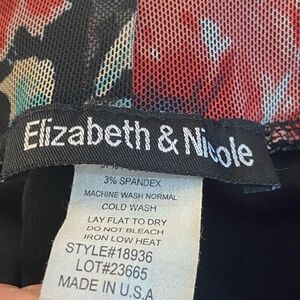 Elizabeth & Nicole
3% SPANDEX
MACHINE WASH NORMAL
COLD WASH
LAY FLAT TO DRY
DO NOT BLEACH
IRON LOW HEAT
STYLE#18936
LOT#23665
MADE IN U.S.A